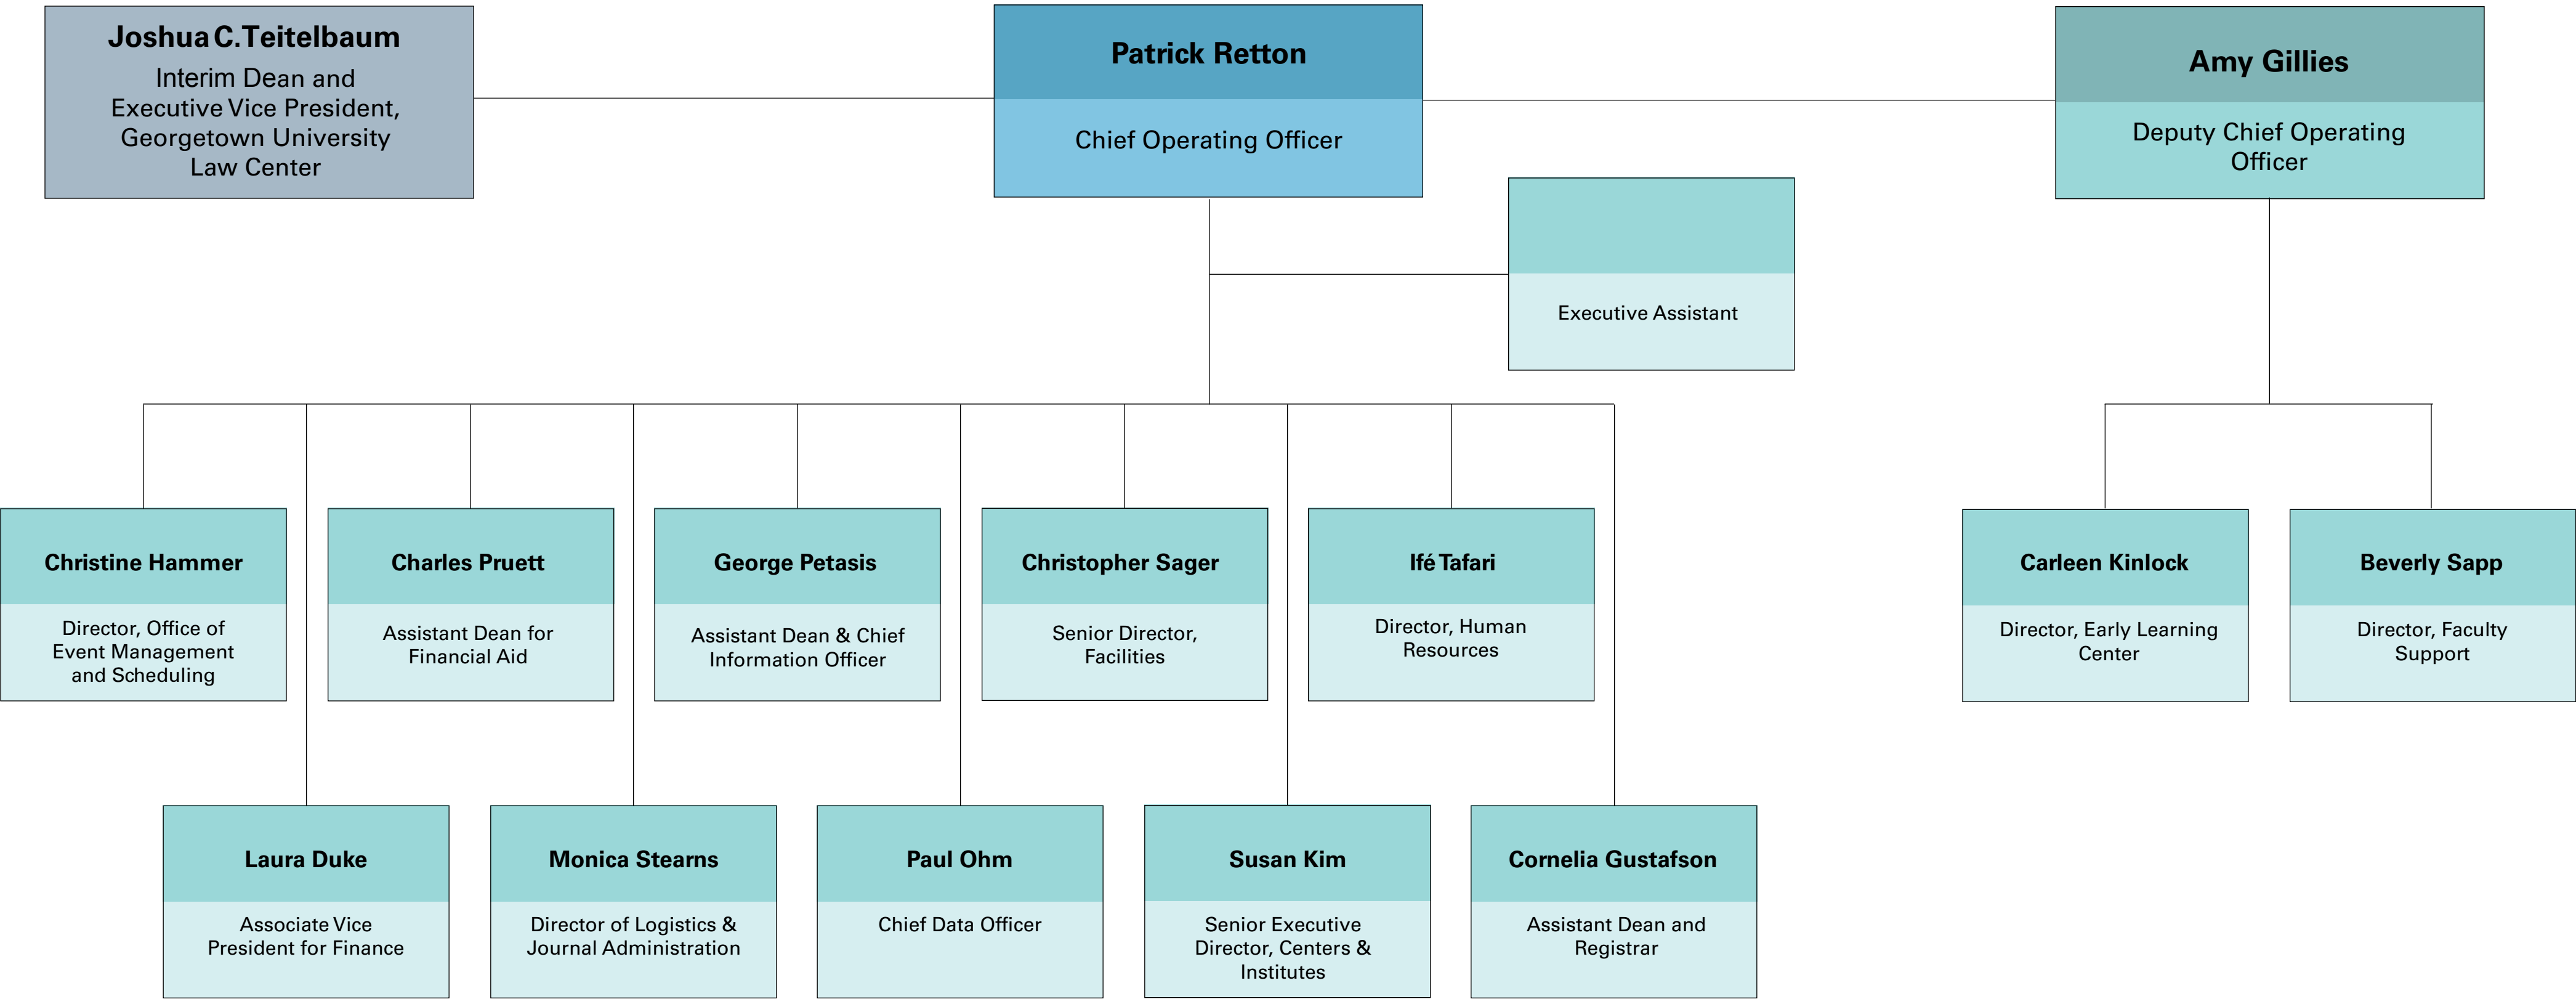 Joshua C. Teitelbaum
Interim Dean and
Executive Vice President,
Georgetown University
Law Center
Patrick Retton
Chief Operating Officer
Amy Gillies
Deputy Chief Operating
Officer
Executive Assistant
Christine Hammer
Director, Office of
Event Management
and Scheduling
Charles Pruett
Assistant Dean for
Financial Aid
George Petasis
Assistant Dean & Chief
Information Officer
Christopher Sager
Senior Director,
Facilities
Ifé Tafari
Director, Human
Resources
Carleen Kinlock
Director, Early Learning
Center
Beverly Sapp
Director, Faculty
Support
Laura Duke
Associate Vice
President for Finance
Monica Stearns
Director of Logistics &
Journal Administration
Paul Ohm
Chief Data Officer
Susan Kim
Senior Executive
Director, Centers &
Institutes
Cornelia Gustafson
Assistant Dean and
Registrar